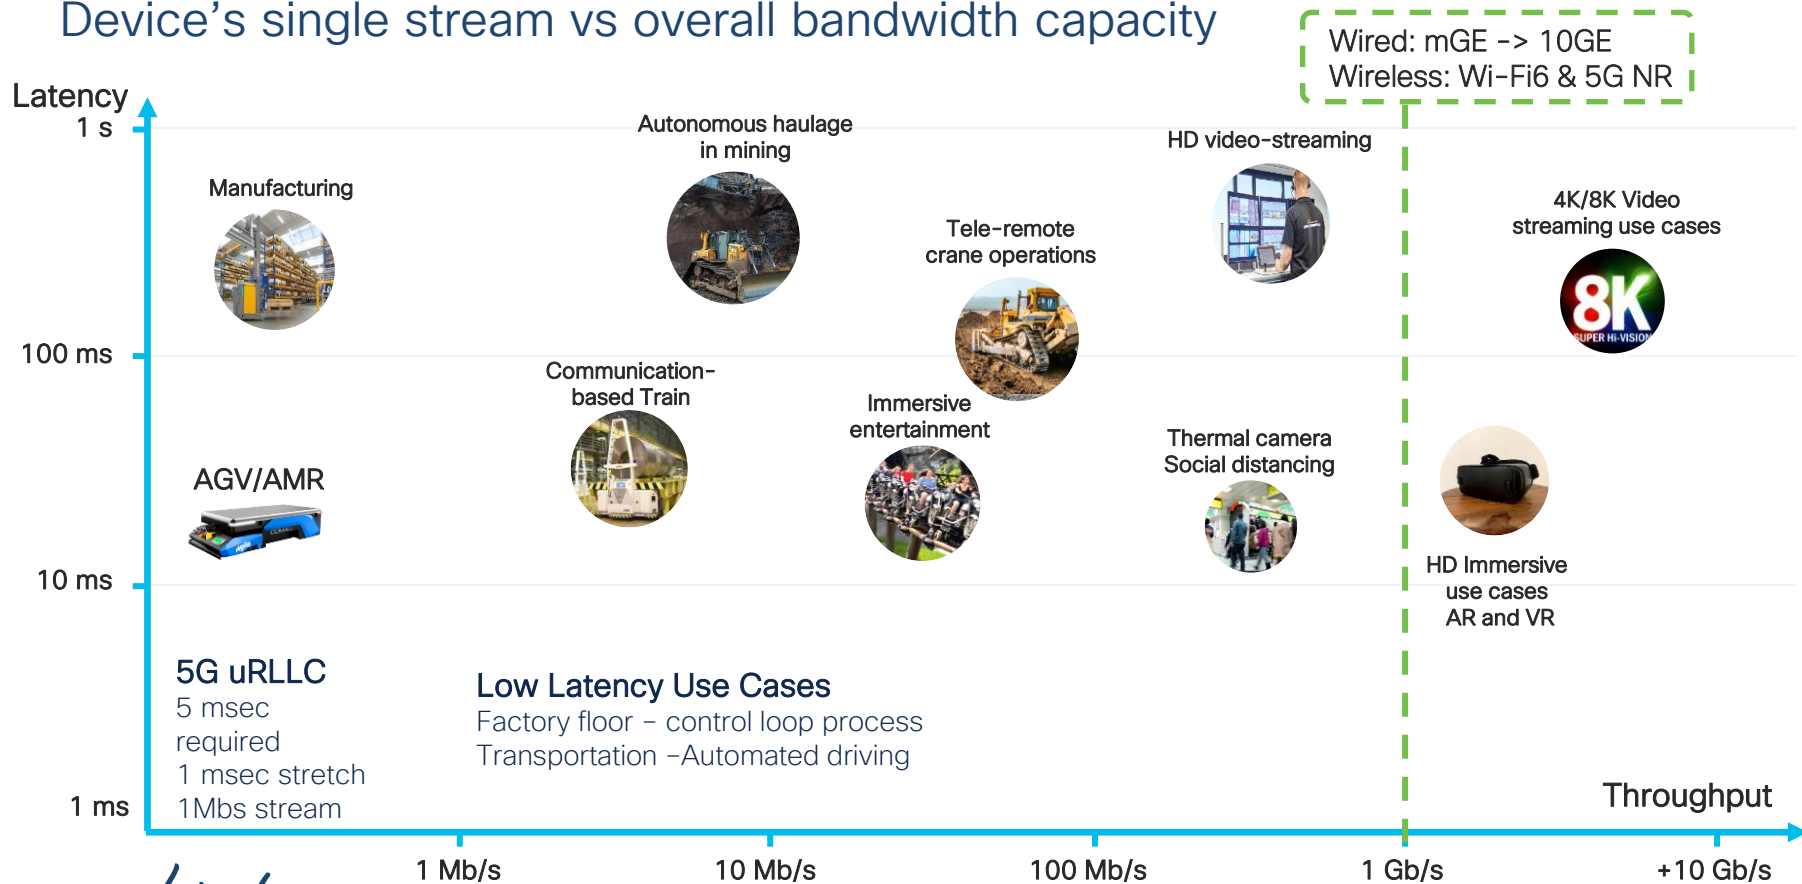 Device's single stream vs overall bandwidth capacity
Wired: mGE -> 10GE
Wireless: Wi-Fi6 & 5G NR
Latency
1 s
Autonomous haulage
in mining
HD video-streaming
Manufacturing
4K/8K Video
streaming use cases
Tele-remote
crane operations
8K
SUPER Hi-VISION
100 ms
Communication-
based Train
Immersive
entertainment
Thermal camera
Social distancing
AGV/AMR
10 ms
HD Immersive
use cases
AR and VR
5G uRLLC
5 msec
required
1 msec stretch
1Mbs stream
Low Latency Use Cases
Factory floor – control loop process
Transportation –Automated driving
1 ms
Throughput
1 Mb/s
10 Mb/s
100 Mb/s
1 Gb/s
+10 Gb/s